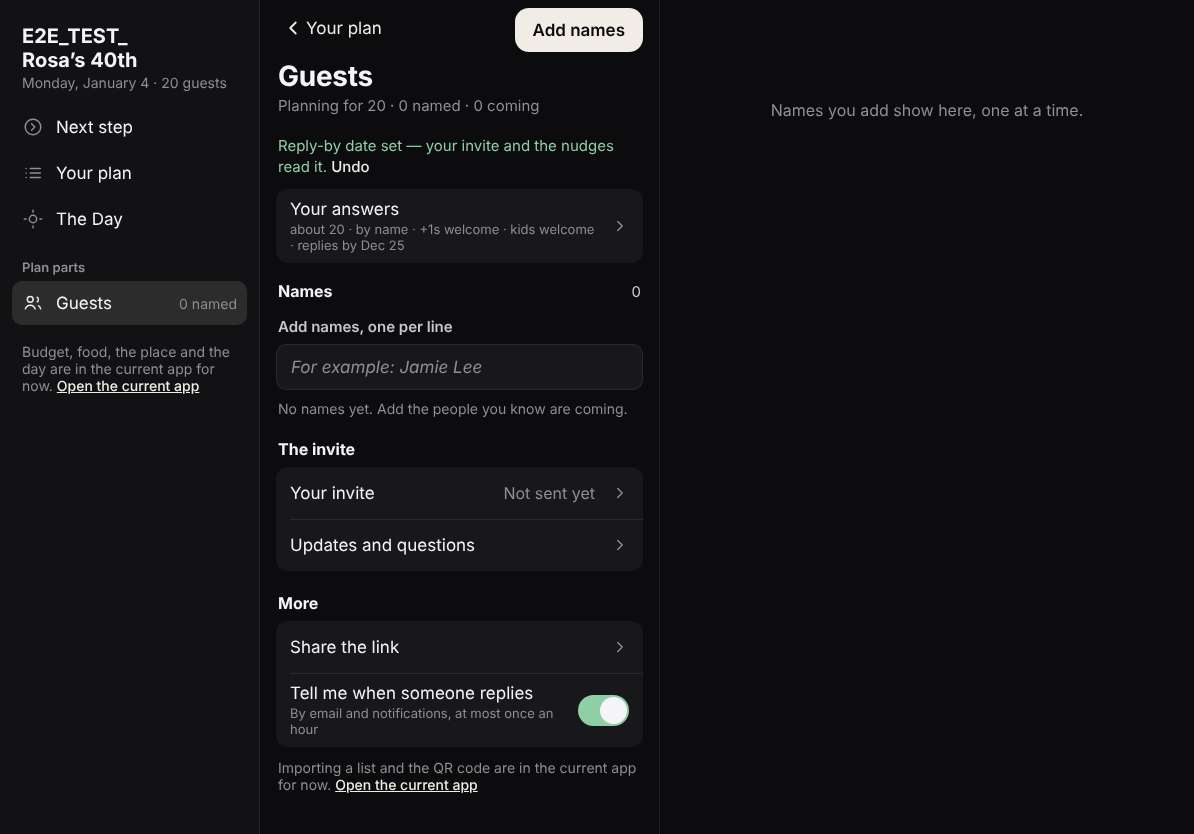 E2E_TEST_
Rosa’s 40th
Monday, January 4 · 20 guests
Next step
Your plan
The Day
Plan parts
Guests
0 named
Budget, food, the place and the
day are in the current app for
now. Open the current app
Your plan
Add names
Guests
Planning for 20 · 0 named · 0 coming
Reply-by date set — your invite and the nudges
read it. Undo
Your answers
about 20 · by name · +1s welcome · kids welcome
· replies by Dec 25
Names
0
Add names, one per line
For example: Jamie Lee
No names yet. Add the people you know are coming.
The invite
Your invite
Not sent yet
Updates and questions
More
Share the link
Tell me when someone replies
By email and notifications, at most once an
hour
Importing a list and the QR code are in the current app
for now. Open the current app
Names you add show here, one at a time.